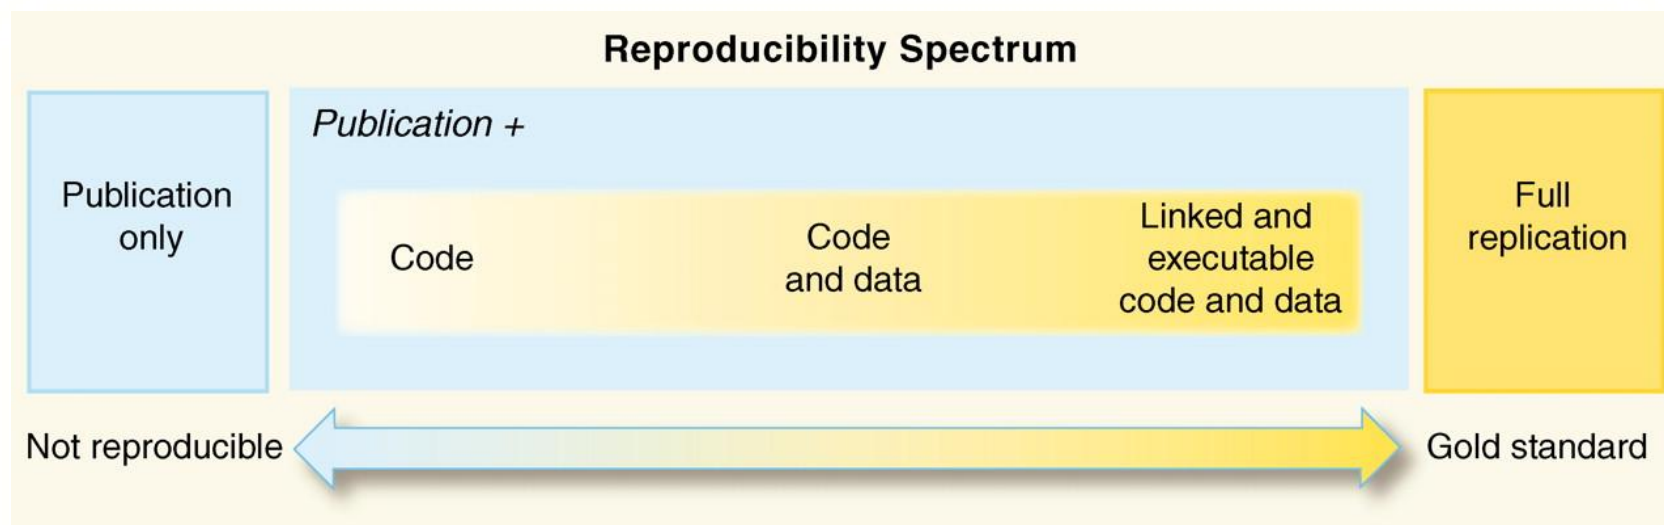 Reproducibility Spectrum
Publication
only
Publication +
Code
Code
and data
Linked and
executable
code and data
Full
replication
Not reproducible
Gold standard